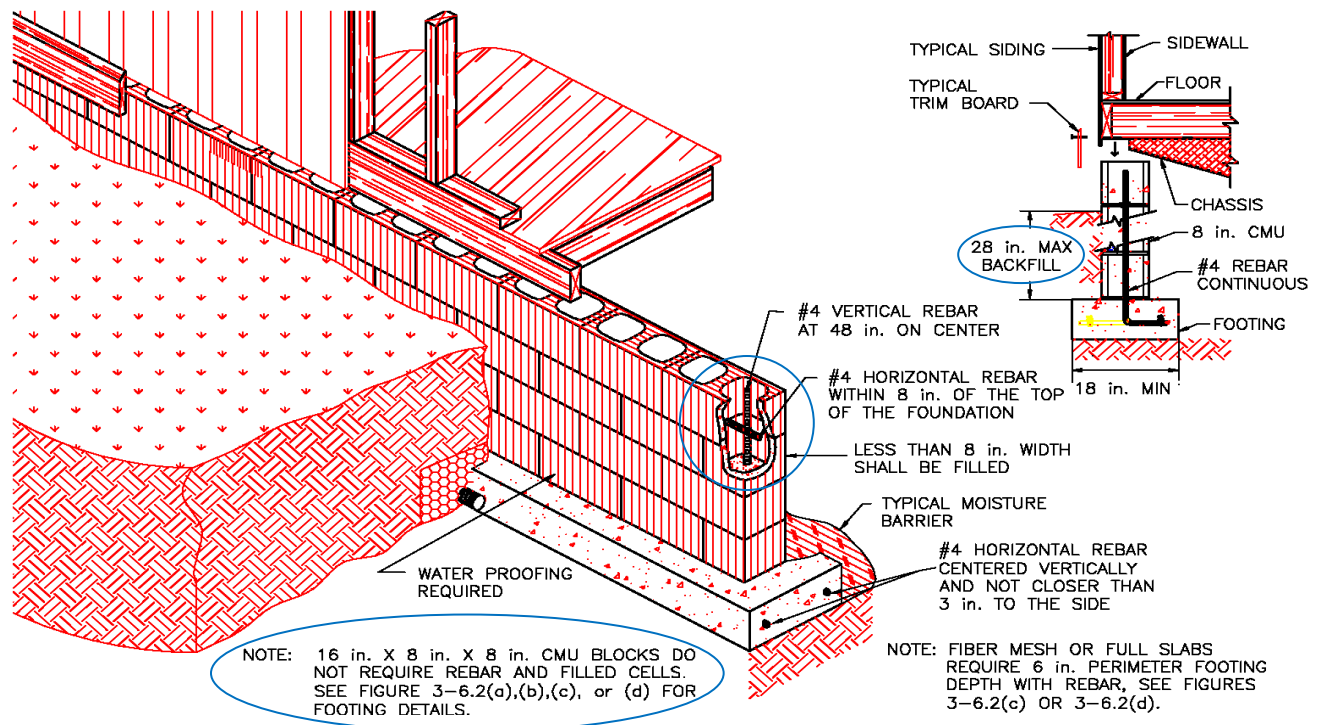 TYPICAL SIDING
SIDEWALL
FLOOR
TYPICAL
TRIM BOARD
CHASSIS
8 in. CMU
28 in. MAX
BACKFILL
#4 REBAR
CONTINUOUS
FOOTING
18 in. MIN
#4 VERTICAL REBAR
AT 48 in. ON CENTER
#4 HORIZONTAL REBAR
WITHIN 8 in. OF THE TOP
OF THE FOUNDATION
LESS THAN 8 in. WIDTH
SHALL BE FILLED
TYPICAL MOISTURE
BARRIER
#4 HORIZONTAL REBAR
CENTERED VERTICALLY
AND NOT CLOSER THAN
3 in. TO THE SIDE
WATER PROOFING
REQUIRED
NOTE: 16 in. X 8 in. X 8 in. CMU BLOCKS DO
NOT REQUIRE REBAR AND FILLED CELLS.
SEE FIGURE 3-6.2(a),(b),(c), or (d) FOR
FOOTING DETAILS.
NOTE: FIBER MESH OR FULL SLABS
REQUIRE 6 in. PERIMETER FOOTING
DEPTH WITH REBAR, SEE FIGURES
3-6.2(c) OR 3-6.2(d).